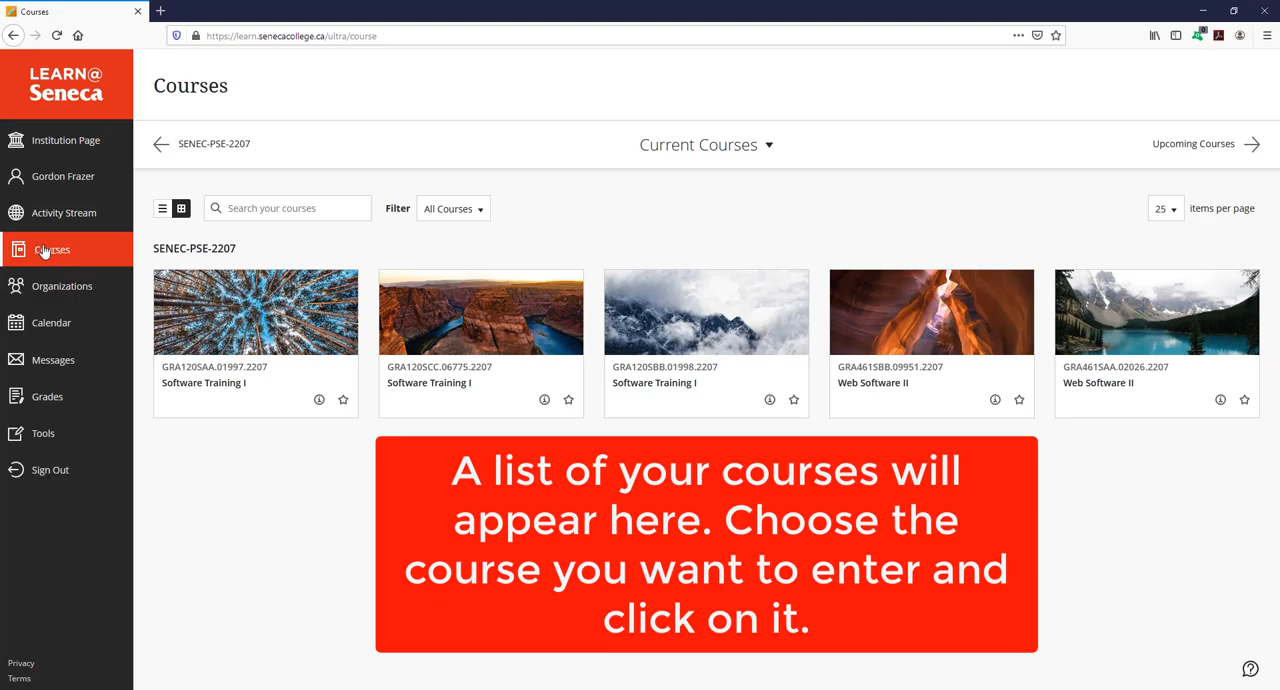 Courses
https://learn.senecacollege.ca/ultra/course
LEARN@
Seneca
Institution Page
Gordon Frazer
Activity Stream
Courses
Organizations
Calendar
Messages
Grades
Tools
Sign Out
Privacy
Terms
Courses
SENEC-PSE-2207
Current Courses
Upcoming Courses
Search your courses
Filter
All Courses
25
items per page
SENEC-PSE-2207
GRA120SAA.01997.2207
Software Training I
GRA120SCC.06775.2207
Software Training I
GRA120SBB.01998.2207
Software Training I
GRA461SBB.09951.2207
Web Software II
GRA461SAA.02026.2207
Web Software II
A list of your courses will
appear here. Choose the
course you want to enter and
click on it.